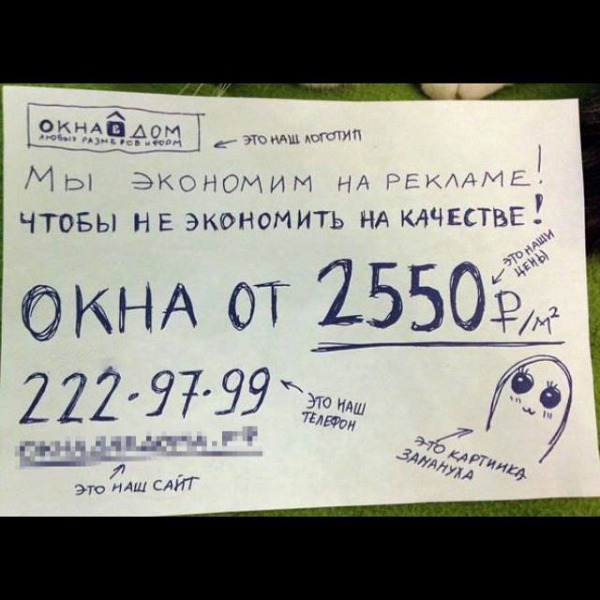 ОКНА В ДОМ
ЛЮБЫХ РАЗМЕРОВ И ФОРМ
ЭТО НАШ ЛОГОТИП
МЫ ЭКОНОМИМ НА РЕКЛАМЕ!
ЧТОБЫ НЕ ЭКОНОМИТЬ НА КАЧЕСТВЕ!
ЭТО НАШИ
ЦЕНЫ
ОКНА ОТ 2550 ₽/М²
222-97-99
ЭТО НАШ
ТЕЛЕФОН
ЭТО НАШ САЙТ
ЭТО КАРТИНКА
ЗАМАНУХА